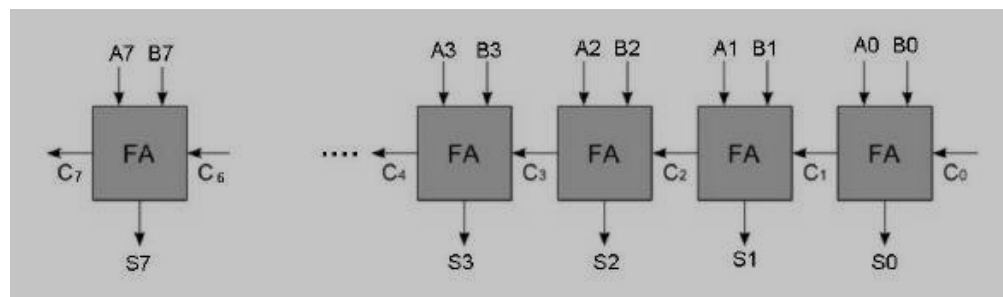 A7 B7 A3 B3 A2 B2 A1 B1 A0 B0
FA FA FA FA FA
C7 C6 .... C4 C3 C2 C1 C0
S7 S3 S2 S1 S0